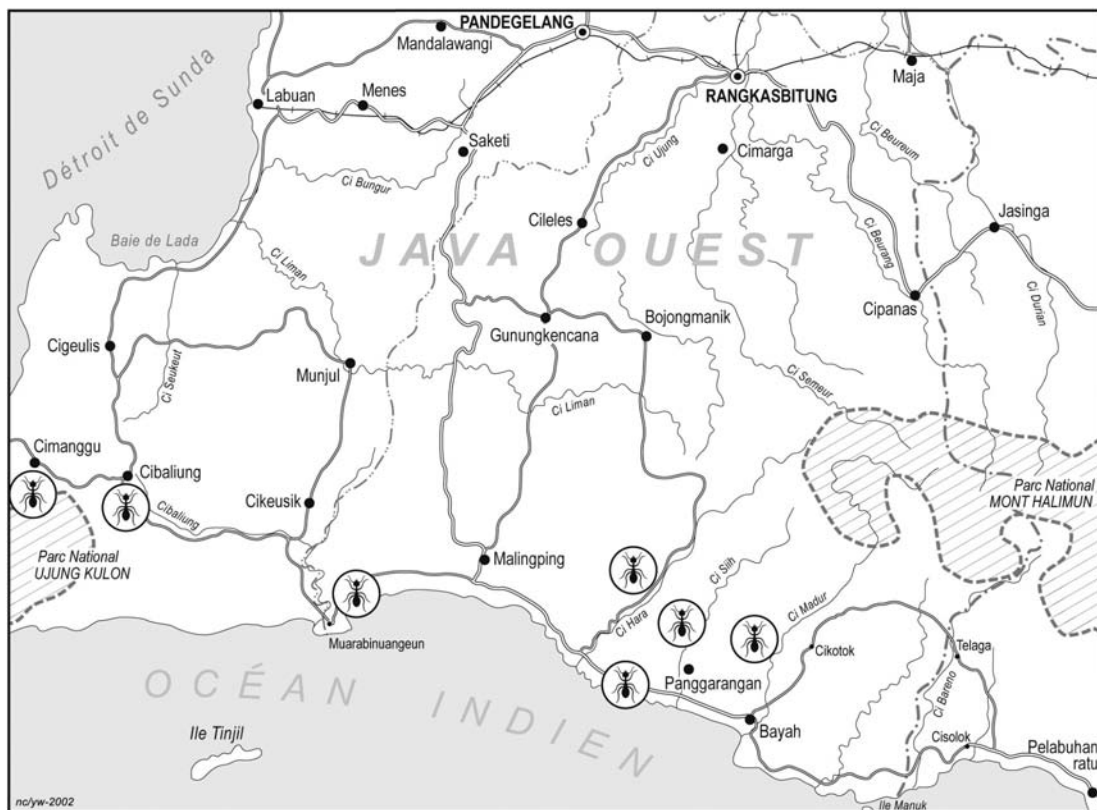 PANDEGELANG
Mandalawangi
Maja
RANGKASBITUNG
Détroit de Sunda
Labuan
Menes
Saketi
Ci Ujung
Cimarga
Ci Beureum
Ci Bungur
Cileles
Jasinga
Baie de Lada
JAVA OUEST
Ci Beurang
Ci Liman
Ci Durian
Cipanas
Cigeulis
Gunungkencana
Bojongmanik
Munjul
Ci Seukeut
Ci Liman
Ci Semeur
Cimanggu
Cibaliung
Cikeusik
Cibaliung
Parc National
MONT HALIMUN
Parc National
UJUNG KULON
Malingping
Ci Siih
Ci Hara
Ci Madur
Muarabinuangeun
Cikotok
Telaga
Panggarangan
Ci Bareno
OCÉAN INDIEN
Bayah
Ile Tinjil
Cisolok
Pelabuhan
ratu
Ile Manuk
nc/yw-2002